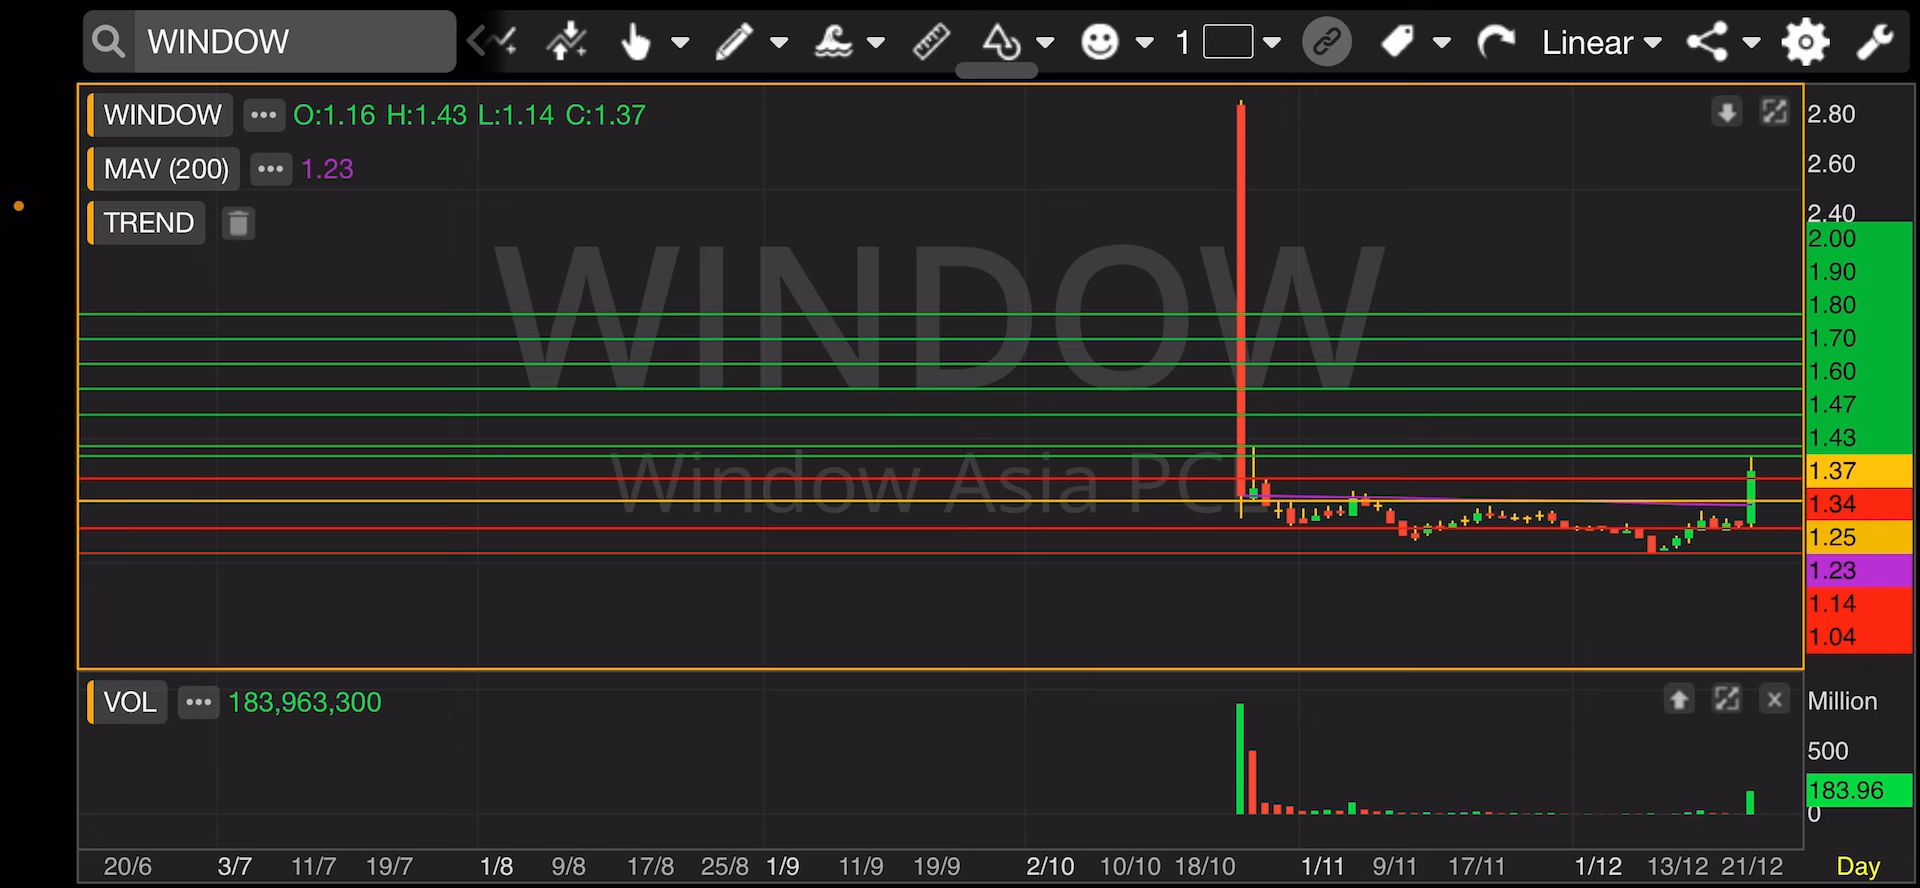 WINDOW
1
Linear
WINDOW ••• O:1.16 H:1.43 L:1.14 C:1.37
MAV (200) ••• 1.23
TREND
WINDOW
Window Asia PCL
2.80
2.60
2.40
2.00
1.90
1.80
1.70
1.60
1.47
1.43
1.37
1.34
1.25
1.23
1.14
1.04
VOL ••• 183,963,300
Million
500
183.96
0
20/6 3/7 11/7 19/7 1/8 9/8 17/8 25/8 1/9 11/9 19/9 2/10 10/10 18/10 1/11 9/11 17/11 1/12 13/12 21/12 Day